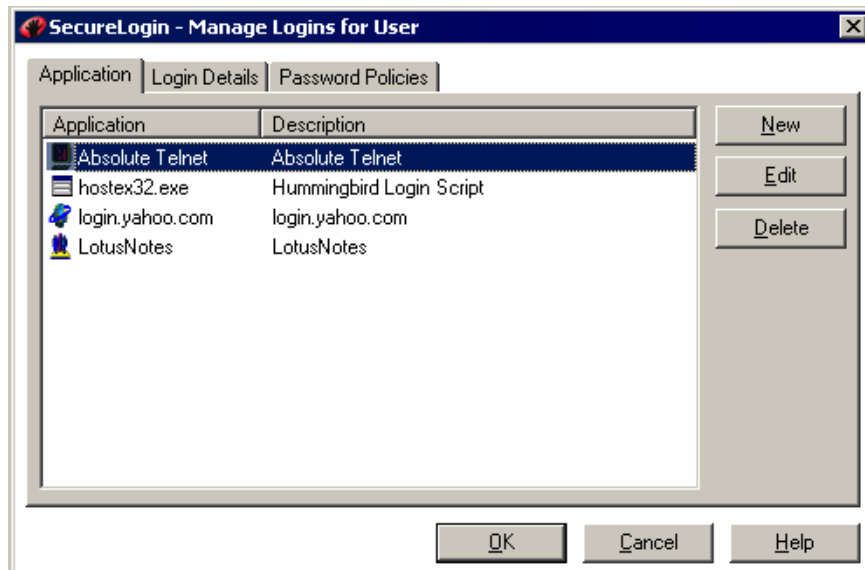 SecureLogin - Manage Logins for User
Application Login Details Password Policies
Application Description
Absolute Telnet Absolute Telnet
hostex32.exe Hummingbird Login Script
login.yahoo.com login.yahoo.com
LotusNotes LotusNotes
New
Edit
Delete
OK Cancel Help